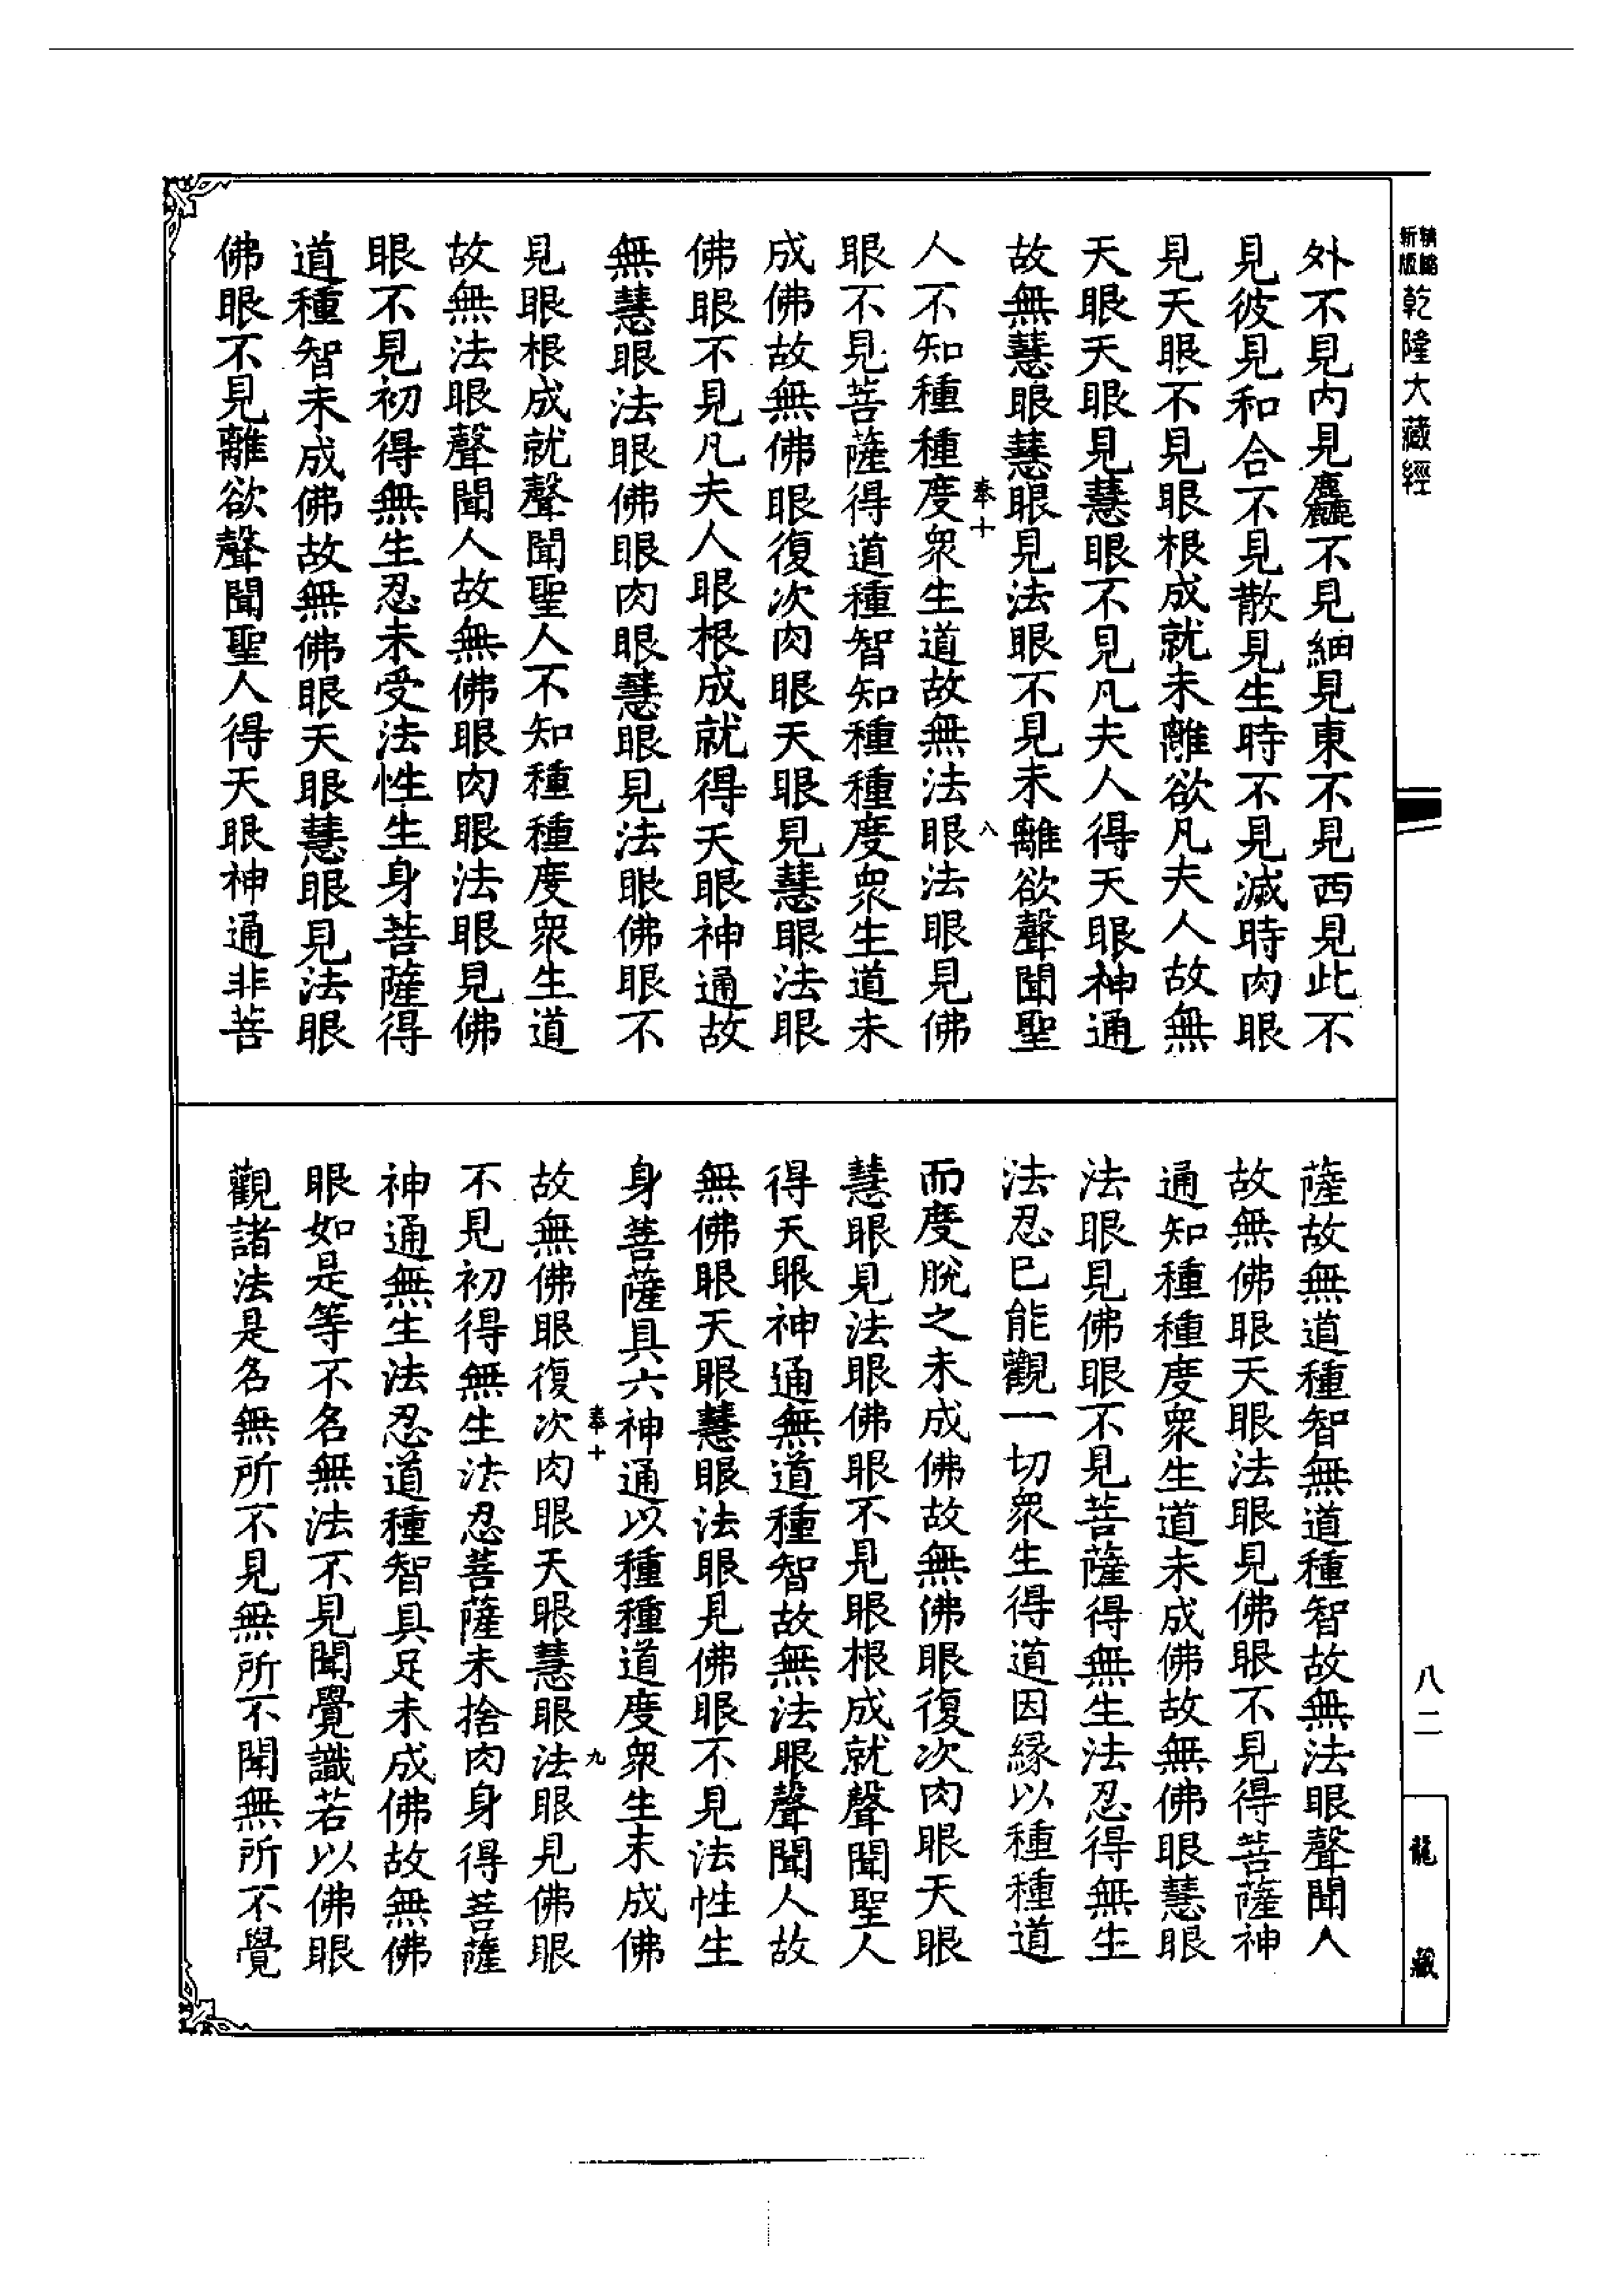 新版
精縮
乾隆大藏經
外不見內見麤不見細見東不見西見此不
見彼見和合不見散見生時不見滅時肉眼
見天眼不見眼根成就未離欲凡夫人故無
天眼天眼見慧眼不見凡夫人得天眼神通
故無慧眼慧眼見法眼不見未離欲聲聞聖
奉十
八
人不知種種度衆生道故無法眼法眼見佛
眼不見菩薩得道種智知種種度衆生道未
成佛故無佛眼復次肉眼天眼見慧眼法眼
佛眼不見凡夫人眼根成就得天眼神通故
無慧眼法眼佛眼肉眼慧眼見法眼佛眼不
見眼根成就聲聞聖人不知種種度衆生道
故無法眼聲聞人故無佛眼肉眼法眼見佛
眼不見初得無生忍未受法性生身菩薩得
道種智未成佛故無佛眼天眼慧眼見法眼
佛眼不見離欲聲聞聖人得天眼神通非菩
薩故無道種智無道種智故無法眼聲聞人
故無佛眼天眼法眼見佛眼不見得菩薩神
通知種種度衆生道未成佛故無佛眼慧眼
法眼見佛眼不見菩薩得無生法忍得無生
法忍已能觀一切衆生得道因緣以種種道
而度脫之未成佛故無佛眼復次肉眼天眼
慧眼見法眼佛眼不見眼根成就聲聞聖人
得天眼神通無道種智故無法眼聲聞人故
無佛眼天眼慧眼法眼見佛眼不見法性生
身菩薩具六神通以種種道度衆生未成佛
奉十
九
故無佛眼復次肉眼天眼慧眼法眼見佛眼
不見初得無生法忍菩薩未捨肉身得菩薩
神通無生法忍道種智具足未成佛故無佛
眼如是等不名無法不見聞覺識若以佛眼
觀諸法是名無所不見無所不聞無所不覺
八二
龍藏